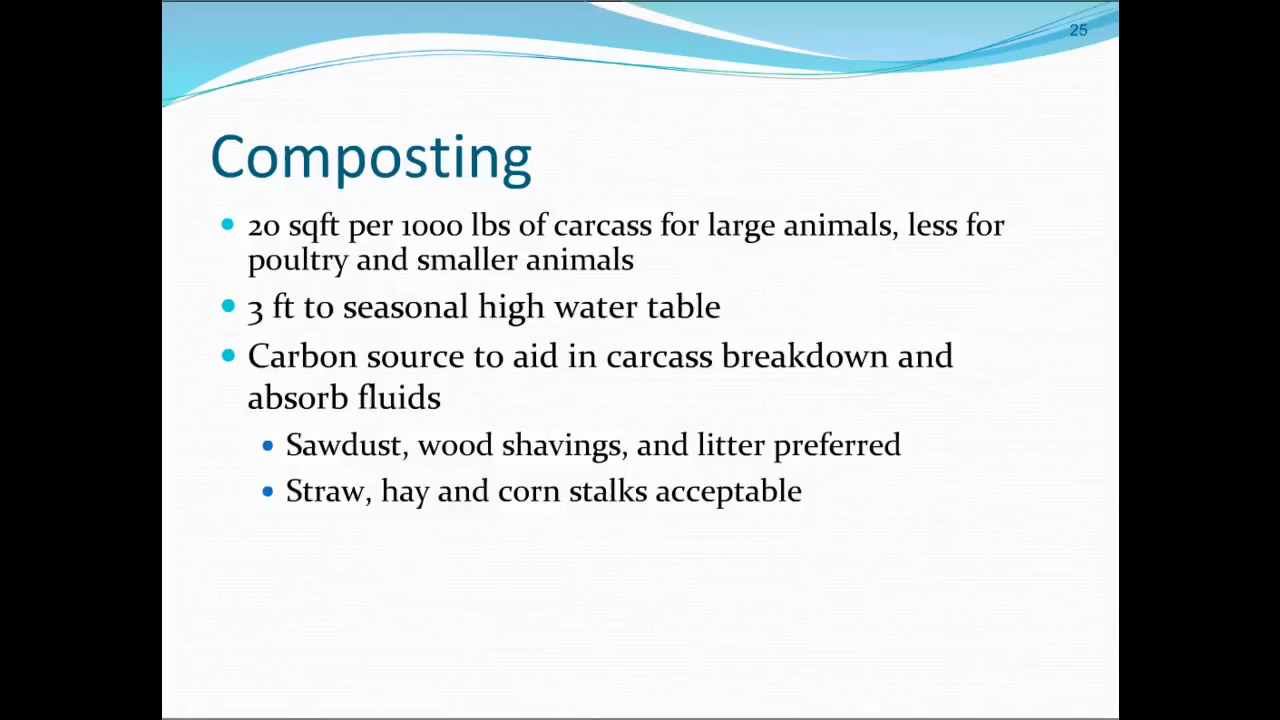 25
Composting
• 20 sqft per 1000 lbs of carcass for large animals, less for
poultry and smaller animals
• 3 ft to seasonal high water table
• Carbon source to aid in carcass breakdown and
absorb fluids
• Sawdust, wood shavings, and litter preferred
• Straw, hay and corn stalks acceptable